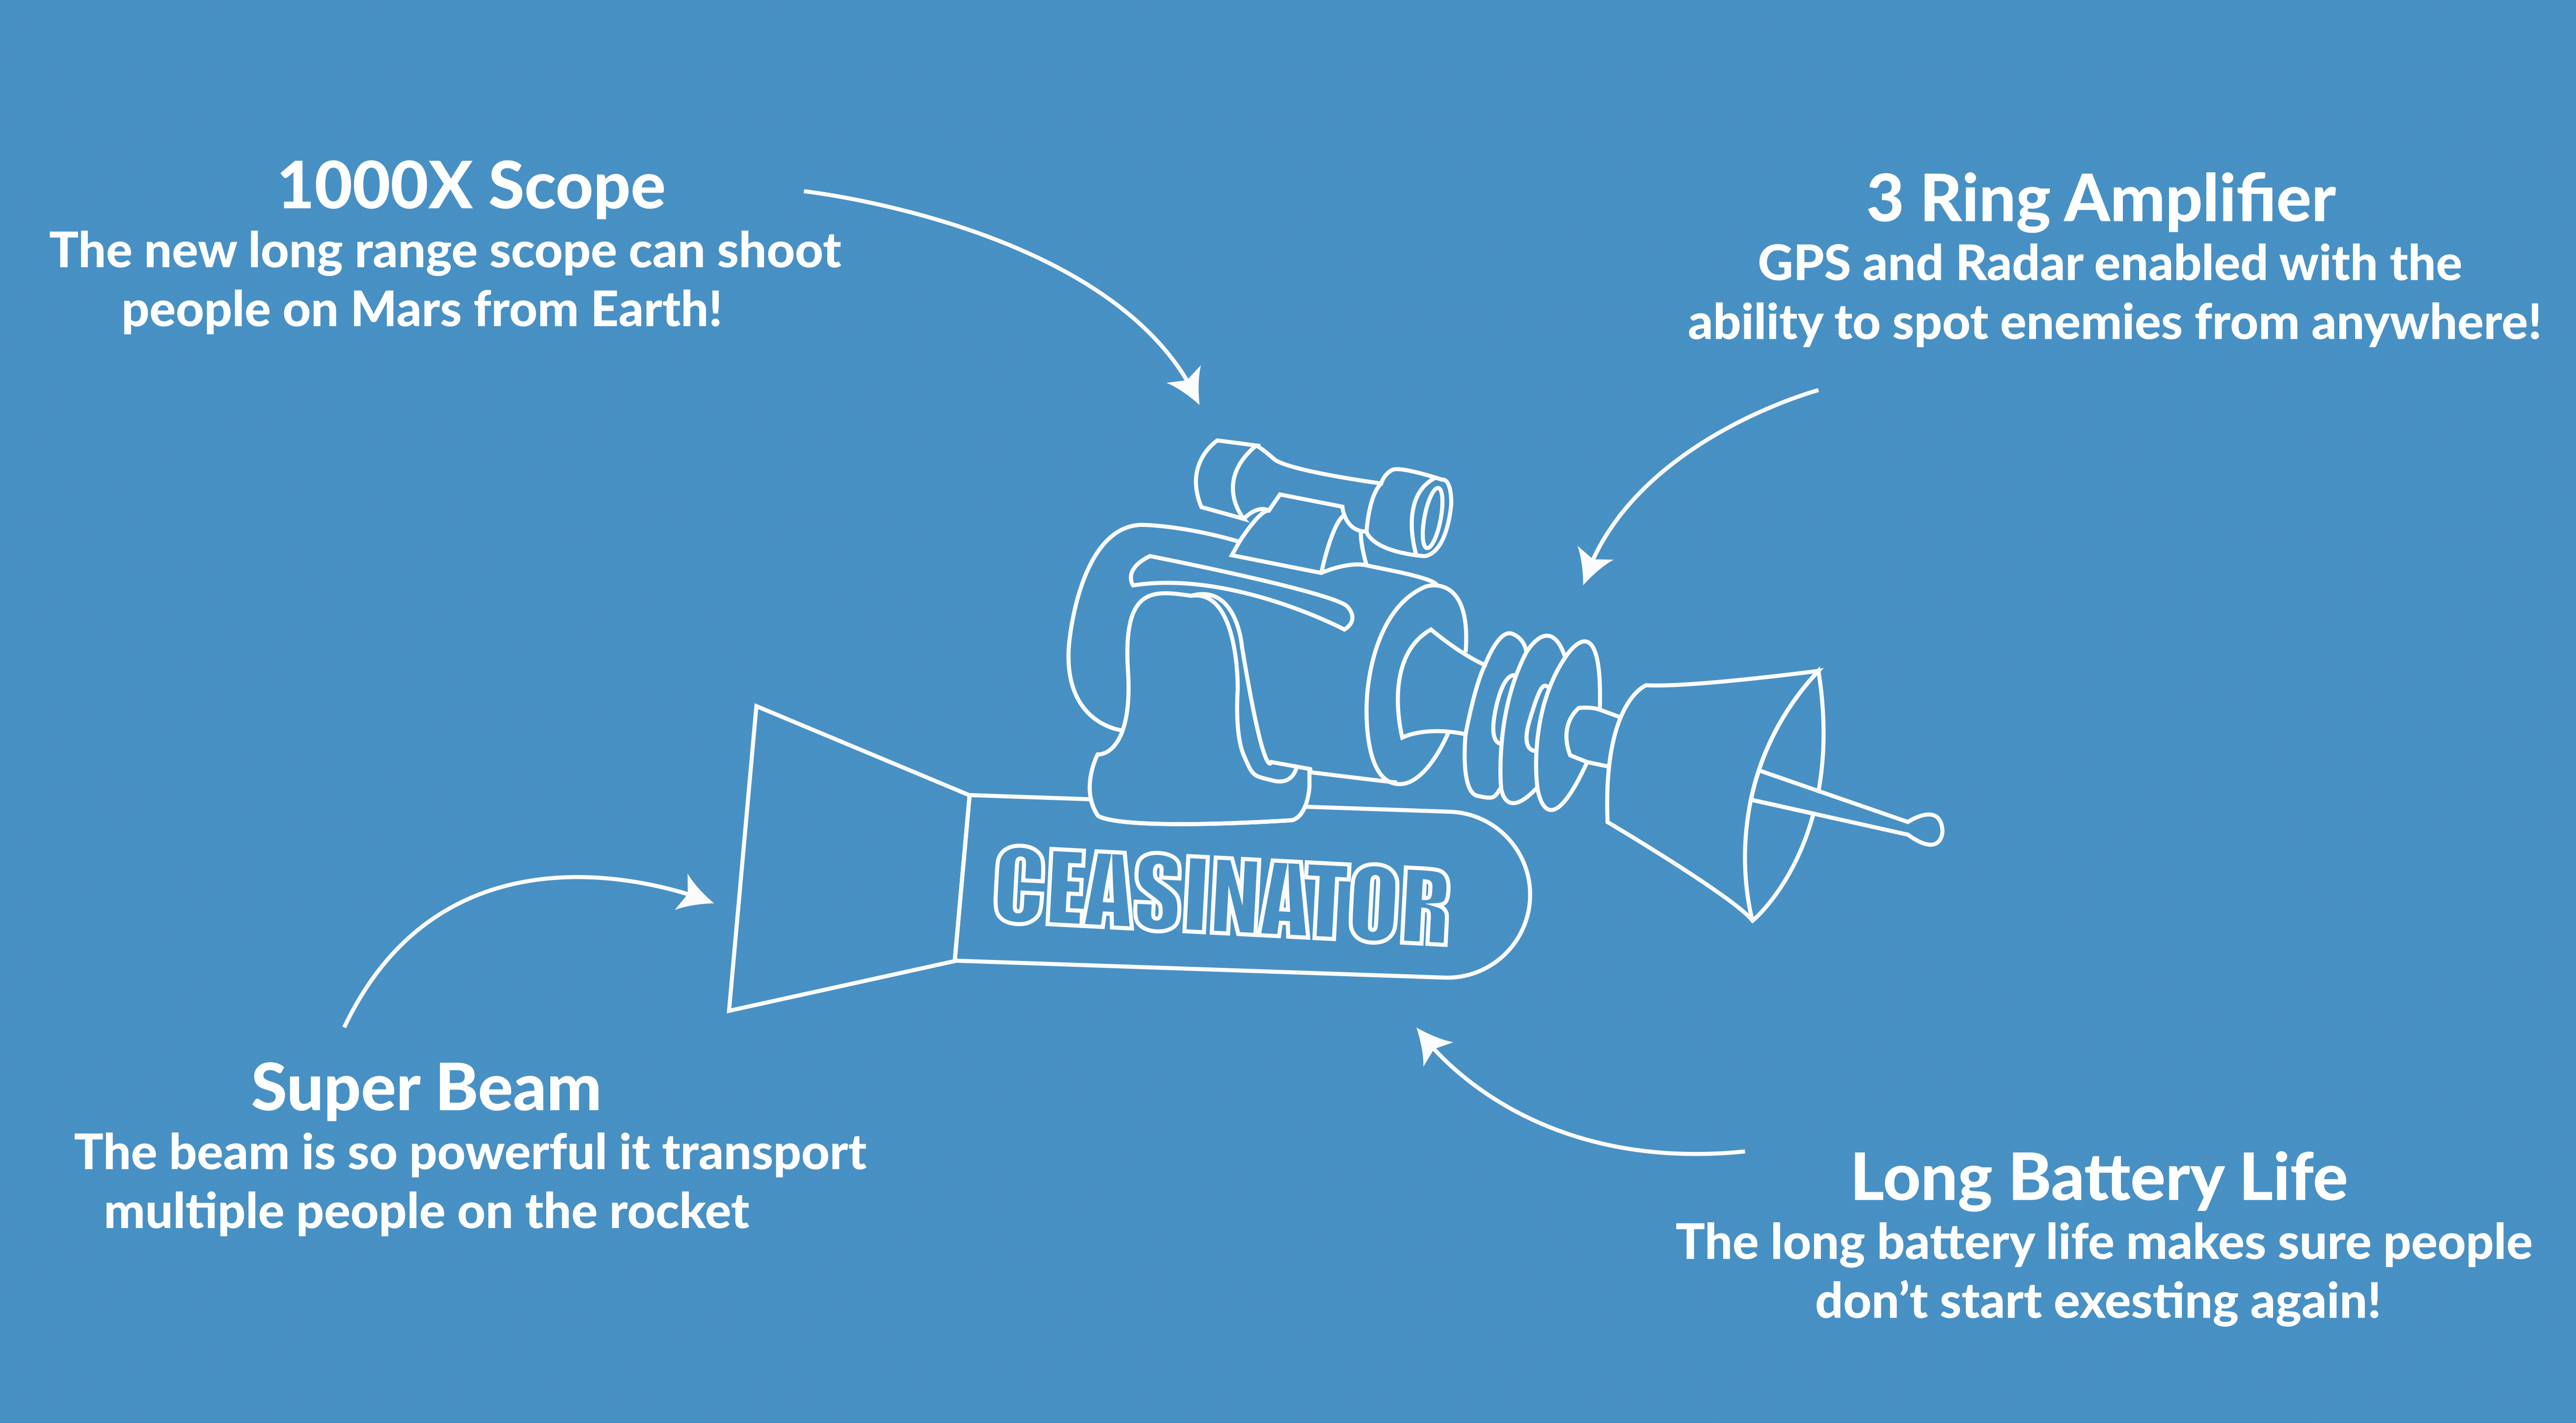 1000X Scope
The new long range scope can shoot
people on Mars from Earth!
3 Ring Amplifier
GPS and Radar enabled with the
ability to spot enemies from anywhere!
CEASINATOR
Super Beam
The beam is so powerful it transport
multiple people on the rocket
Long Battery Life
The long battery life makes sure people
don’t start exesting again!